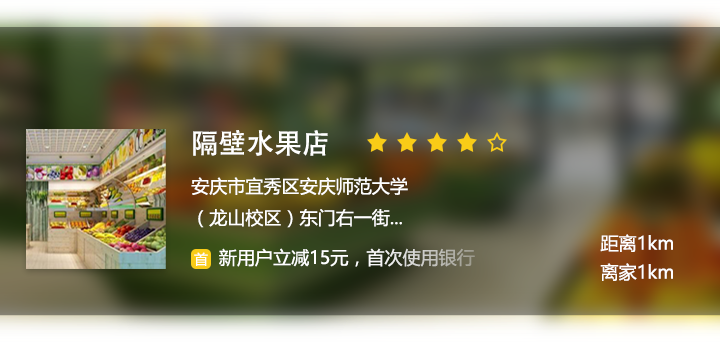 隔壁水果店
安庆市宜秀区安庆师范大学
（龙山校区）东门右一街...
首 新用户立减15元，首次使用银行
距离1km
离家1km